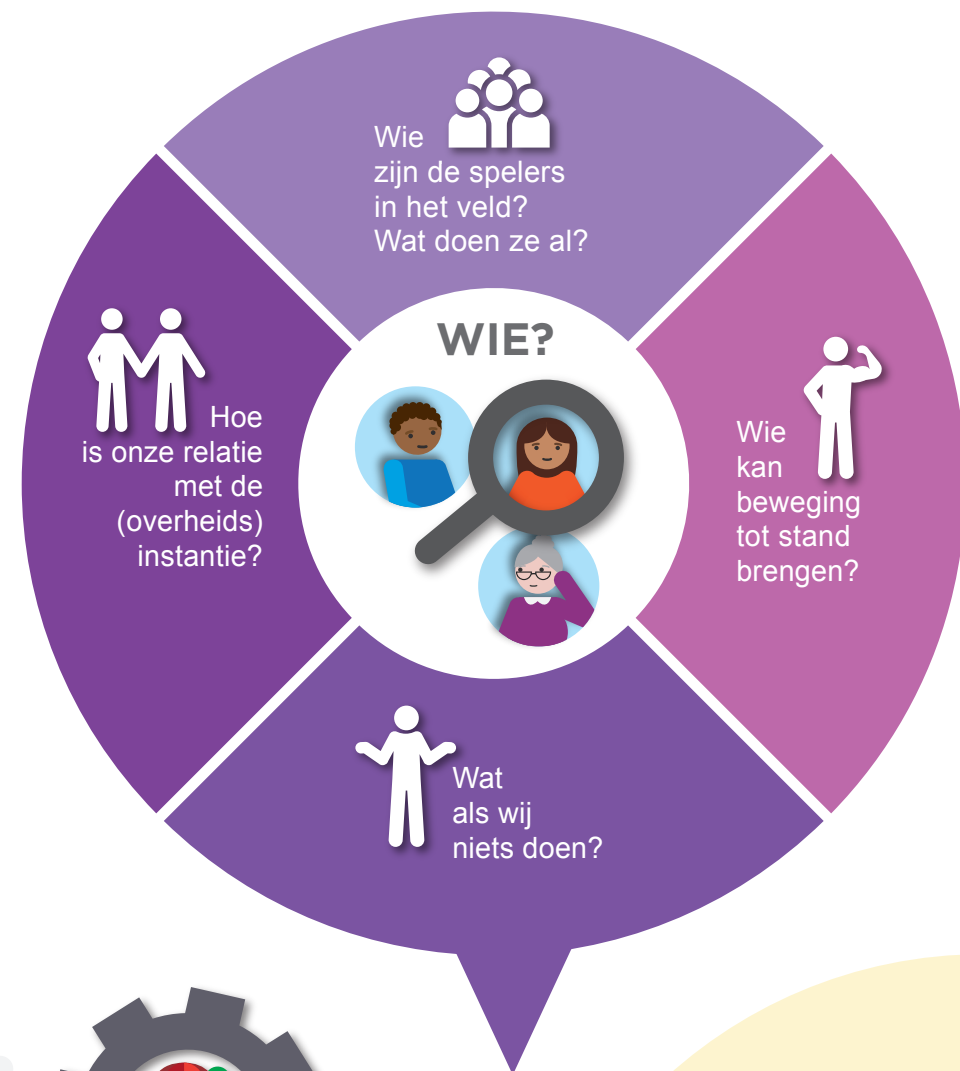 Wie
zijn de spelers
in het veld?
Wat doen ze al?
WIE?
Hoe
is onze relatie
met de
(overheids)
instantie?
Wie
kan
beweging
tot stand
brengen?
Wat
als wij
niets doen?